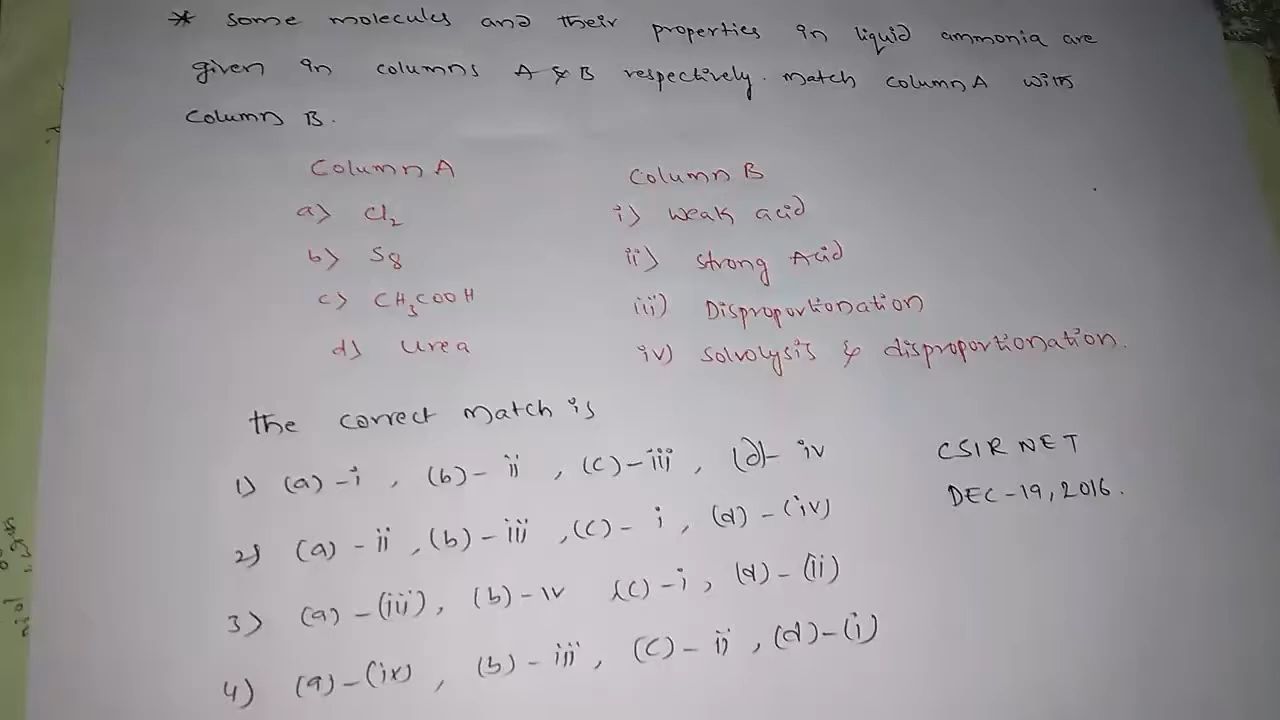 * Some molecules and their properties in liquid ammonia are
given in columns A & B respectively. match column A with
column B.
Column A Column B
a) Cl₂ i) Weak acid
b) S8 ii) Strong Acid
c) CH₃COOH iii) Disproportionation
d) Urea iv) Solvolysis & disproportionation.
the correct match is
1) (a)-i, (b)-ii, (c)-iii, (d)-iv
2) (a)-ii, (b)-iii, (c)-i, (d)-(iv)
3) (a)-(iii), (b)-iv (c)-i, (d)-(ii)
4) (a)-(iv), (b)-iii, (c)-ii, (d)-(i)
CSIR NET
DEC-19, 2016.